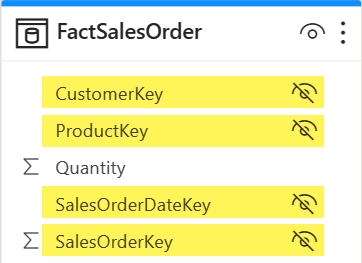 FactSalesOrder
CustomerKey
ProductKey
Σ Quantity
SalesOrderDateKey
Σ SalesOrderKey